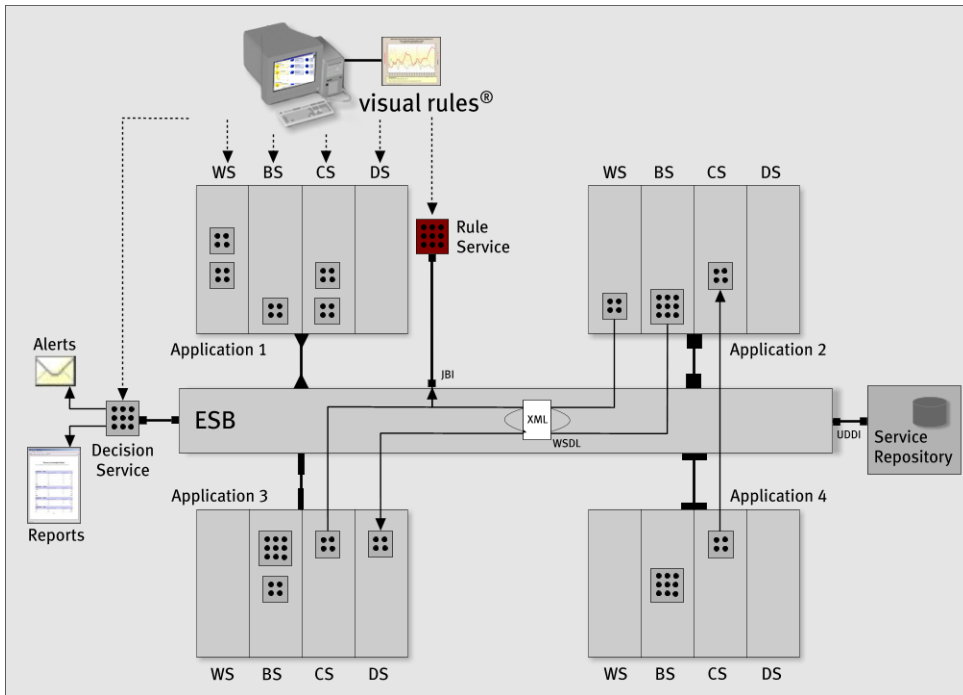 visual rules®
WS BS CS DS
WS BS CS DS
Rule
Service
Application 1
Application 2
Alerts
JBI
ESB
XML
WSDL
UDDI
Service
Repository
Decision
Service
Reports
Application 3
Application 4
WS BS CS DS
WS BS CS DS